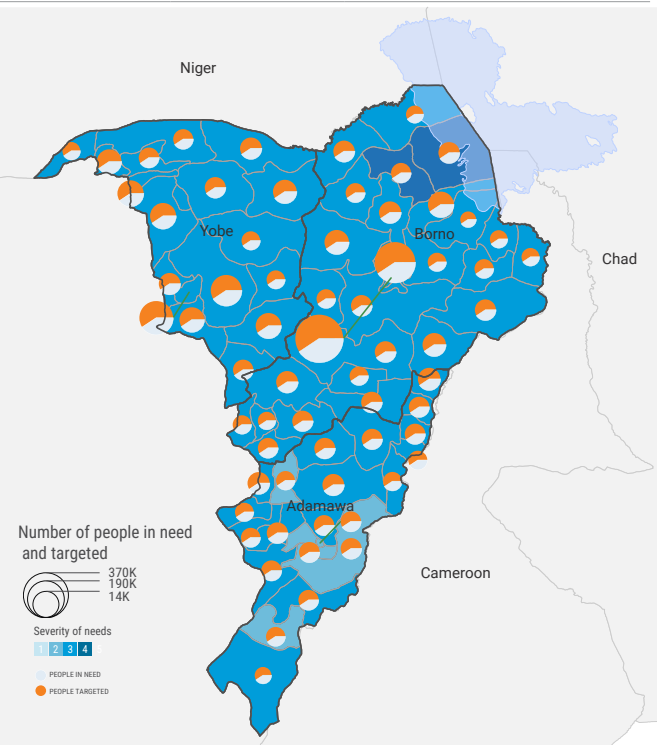 Niger
Yobe
Borno
Chad
Adamawa
Cameroon
Number of people in need
and targeted
370K
190K
14K
Severity of needs
1 2 3 4
PEOPLE IN NEED
PEOPLE TARGETED